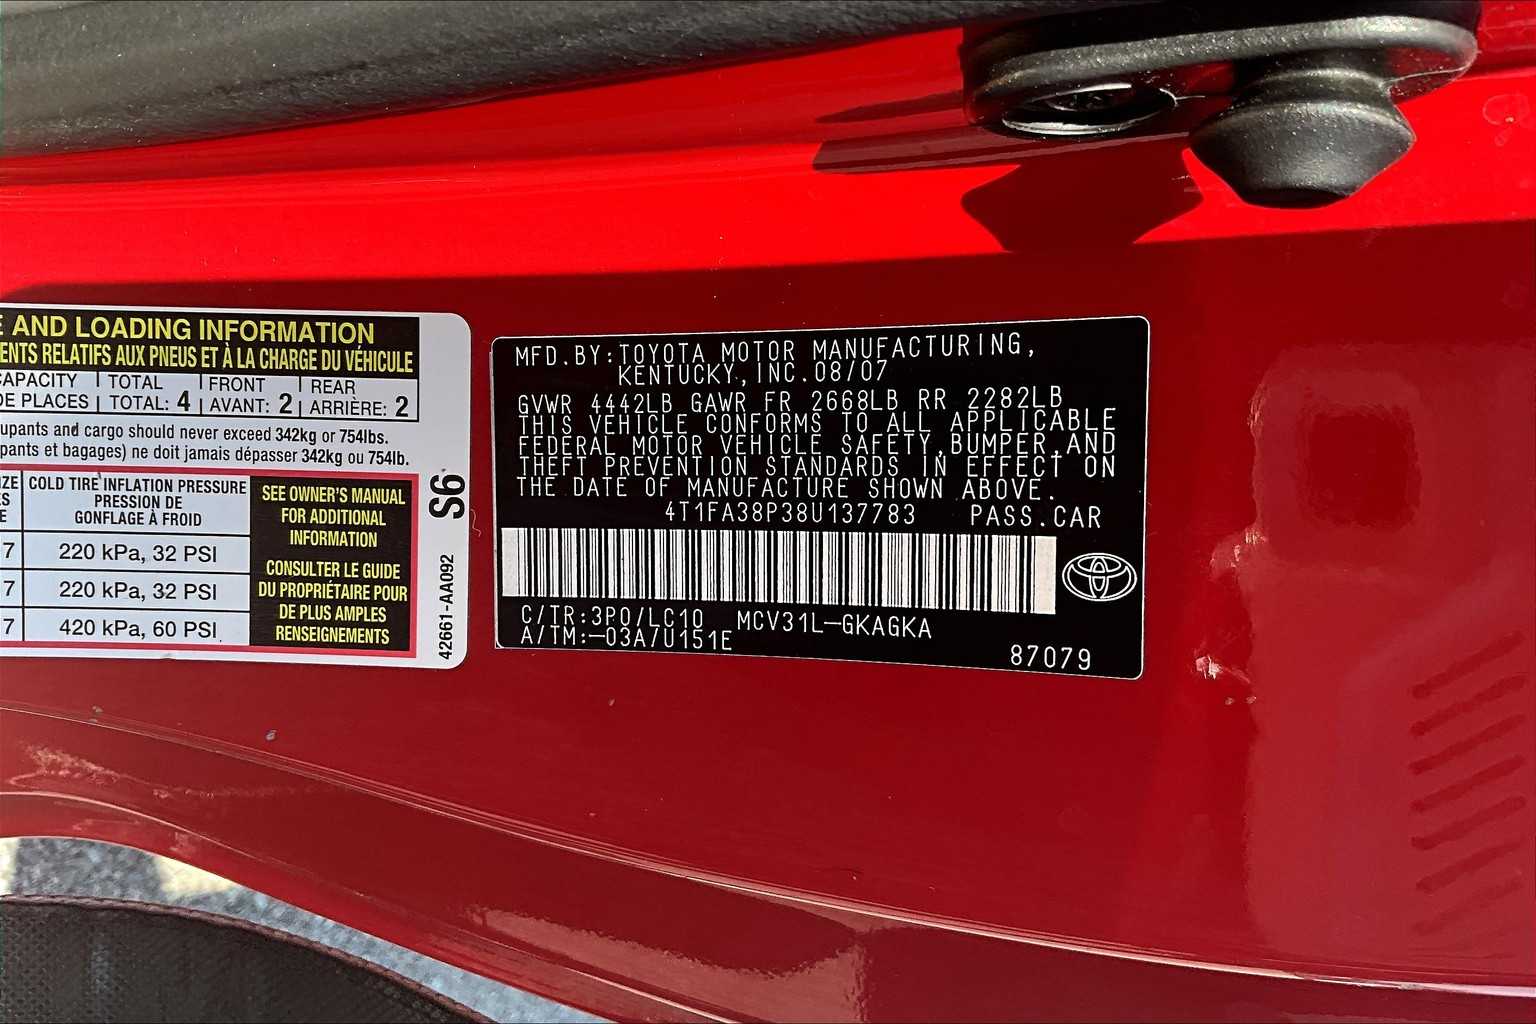 AND LOADING INFORMATION
RELATIFS AUX PNEUS ET À LA CHARGE DU VÉHICULE
TOTAL FRONT REAR
PLACES TOTAL: 4 AVANT: 2 ARRIÈRE: 2
and cargo should never exceed 342kg or 754lbs.
et bagages) ne doit jamais dépasser 342kg ou 754lb.
COLD TIRE INFLATION PRESSURE
PRESSION DE
GONFLAGE À FROID
7 220 kPa, 32 PSI
7 220 kPa, 32 PSI
7 420 kPa, 60 PSI
SEE OWNER'S MANUAL
FOR ADDITIONAL
INFORMATION
CONSULTER LE GUIDE
DU PROPRIÉTAIRE POUR
DE PLUS AMPLES
RENSEIGNEMENTS
S6
42661-AA092
MFD.BY:TOYOTA MOTOR MANUFACTURING,
KENTUCKY,INC.08/07
GVWR 4442LB GAWR FR 2668LB RR 2282LB
THIS VEHICLE CONFORMS TO ALL APPLICABLE
FEDERAL MOTOR VEHICLE SAFETY,BUMPER,AND
THEFT PREVENTION STANDARDS IN EFFECT ON
THE DATE OF MANUFACTURE SHOWN ABOVE.
4T1FA38P38U137783 PASS.CAR
C/TR:3P0/LC10 MCV31L-GKAGKA
A/TM:-03A/U151E
87079